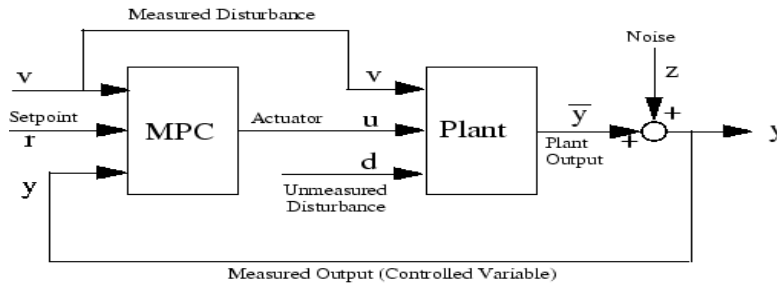 Measured Disturbance
Noise
v
v
z
Setpoint
r
MPC
Actuator
u
Plant
y
+
+
y
Plant
Output
y
d
Unmeasured
Disturbance
Measured Output (Controlled Variable)